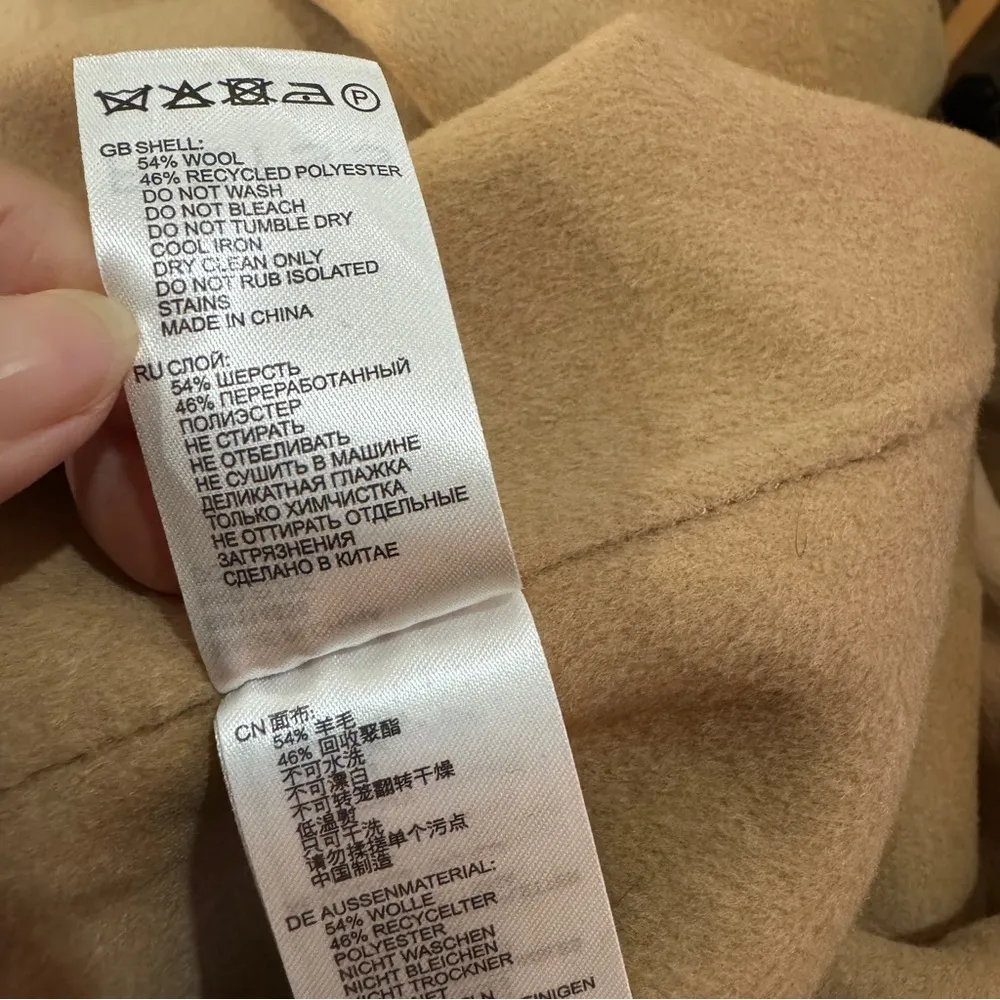 P
GB SHELL:
54% WOOL
46% RECYCLED POLYESTER
DO NOT WASH
DO NOT BLEACH
DO NOT TUMBLE DRY
COOL IRON
DRY CLEAN ONLY
DO NOT RUB ISOLATED
STAINS
MADE IN CHINA
RU СЛОЙ:
54% ШЕРСТЬ
46% ПЕРЕРАБОТАННЫЙ
ПОЛИЭСТЕР
НЕ СТИРАТЬ
НЕ ОТБЕЛИВАТЬ
НЕ СУШИТЬ В МАШИНЕ
ДЕЛИКАТНАЯ ГЛАЖКА
ТОЛЬКО ХИМЧИСТКА
НЕ ОТТИРАТЬ ОТДЕЛЬНЫЕ
ЗАГРЯЗНЕНИЯ
СДЕЛАНО В КИТАЕ
CN 面布:
54% 羊毛
46% 回收聚酯
不可水洗
不可漂白
不可转笼翻转干燥
低温熨
只可干洗
请勿揉搓单个污点
中国制造
DE AUSSENMATERIAL:
54% WOLLE
46% RECYCELTER
POLYESTER
NICHT WASCHEN
NICHT BLEICHEN
NICHT TROCKNER